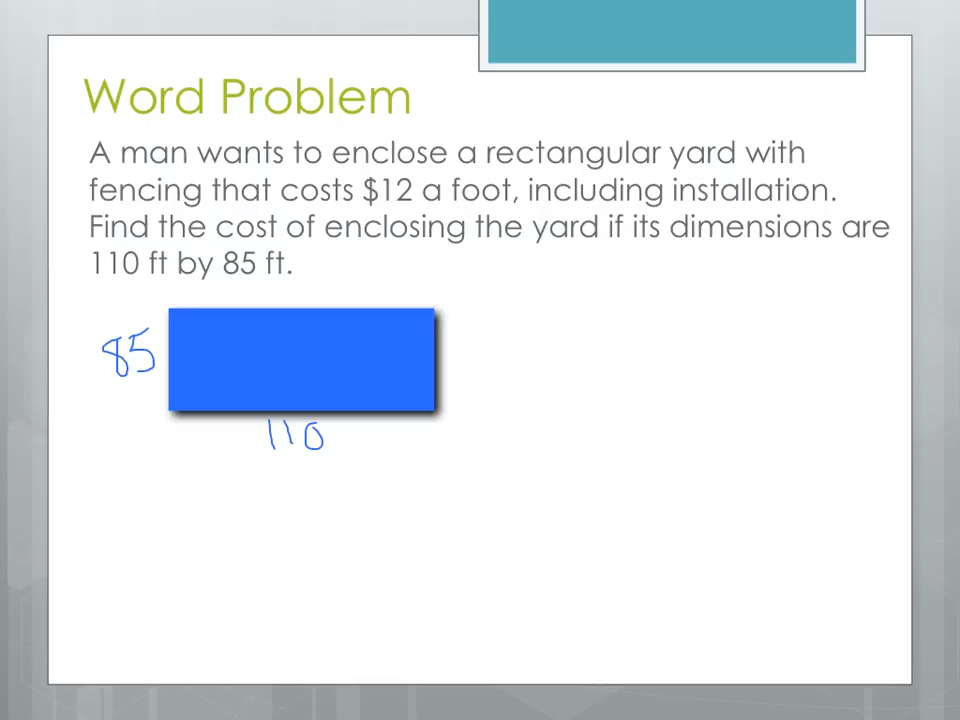 Word Problem
A man wants to enclose a rectangular yard with
fencing that costs $12 a foot, including installation.
Find the cost of enclosing the yard if its dimensions are
110 ft by 85 ft.
85
110